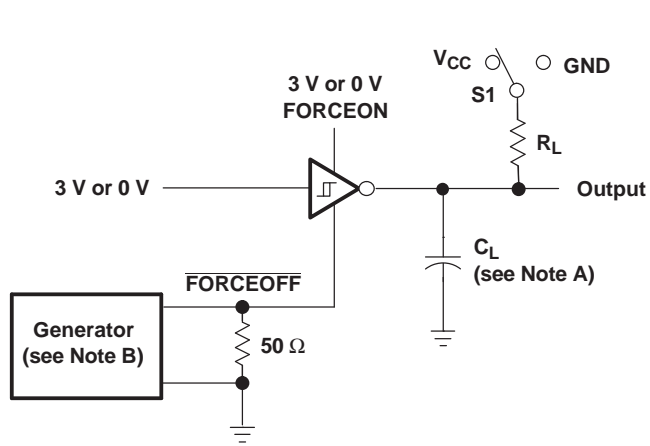 VCC
GND
S1
3 V or 0 V
FORCEON
RL
3 V or 0 V
Output
CL
(see Note A)
FORCEOFF
Generator
(see Note B)
50 Ω